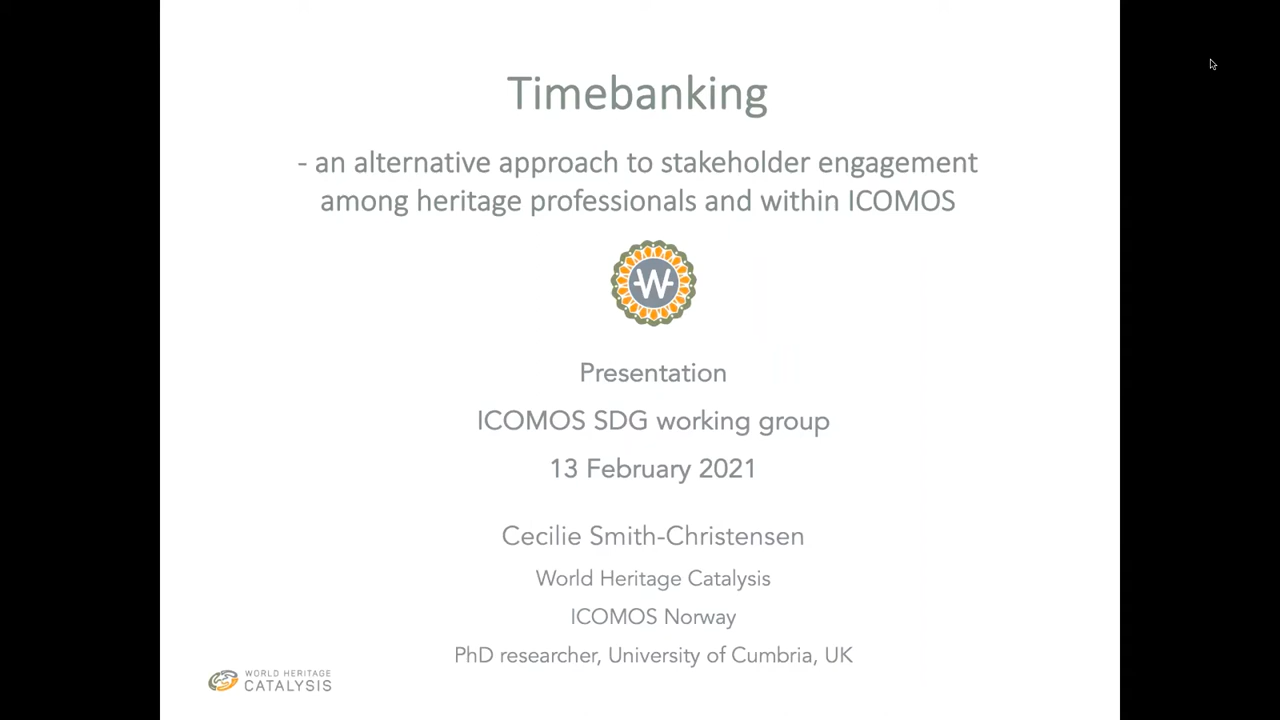 Timebanking
- an alternative approach to stakeholder engagement
among heritage professionals and within ICOMOS
W
Presentation
ICOMOS SDG working group
13 February 2021
Cecilie Smith-Christensen
World Heritage Catalysis
ICOMOS Norway
PhD researcher, University of Cumbria, UK
WORLD HERITAGE
CATALYSIS